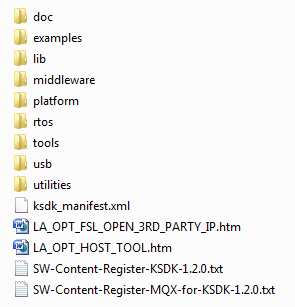 doc
examples
lib
middleware
platform
rtos
tools
usb
utilities
ksdk_manifest.xml
LA_OPT_FSL_OPEN_3RD_PARTY_IP.htm
LA_OPT_HOST_TOOL.htm
SW-Content-Register-KSDK-1.2.0.txt
SW-Content-Register-MQX-for-KSDK-1.2.0.txt